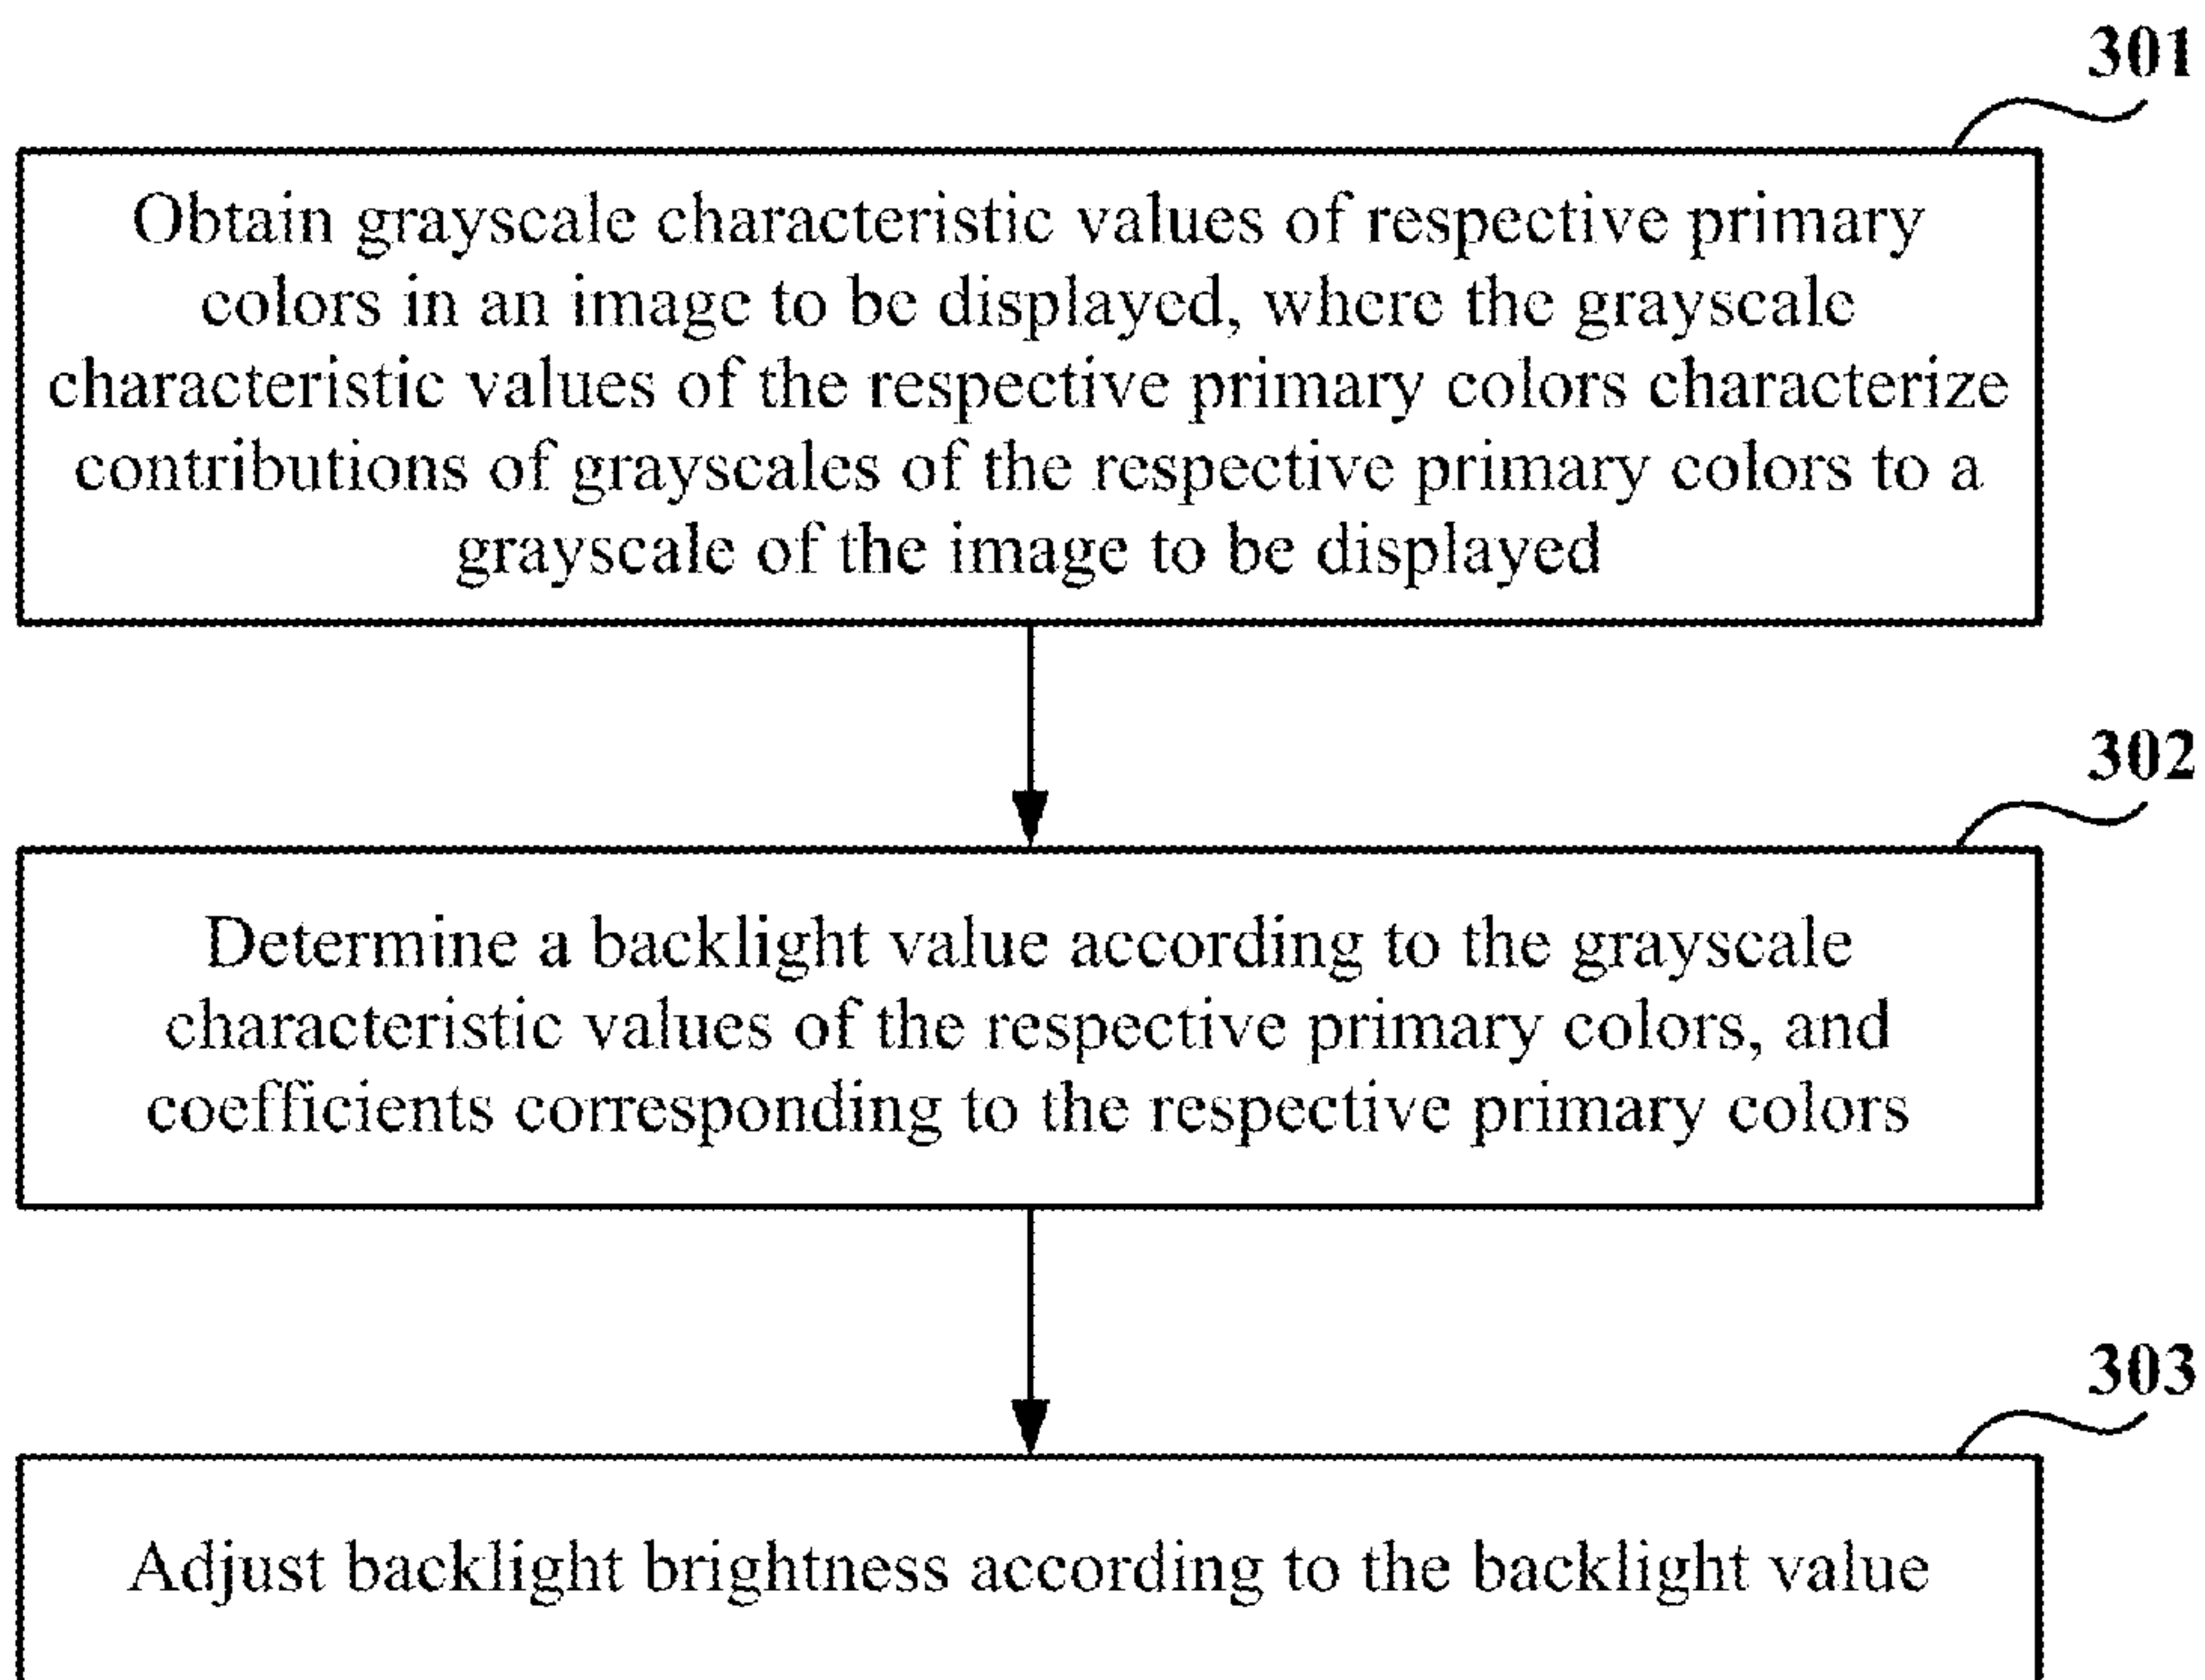 301
Obtain grayscale characteristic values of respective primary
colors in an image to be displayed, where the grayscale
characteristic values of the respective primary colors characterize
contributions of grayscales of the respective primary colors to a
grayscale of the image to be displayed
302
Determine a backlight value according to the grayscale
characteristic values of the respective primary colors, and
coefficients corresponding to the respective primary colors
303
Adjust backlight brightness according to the backlight value